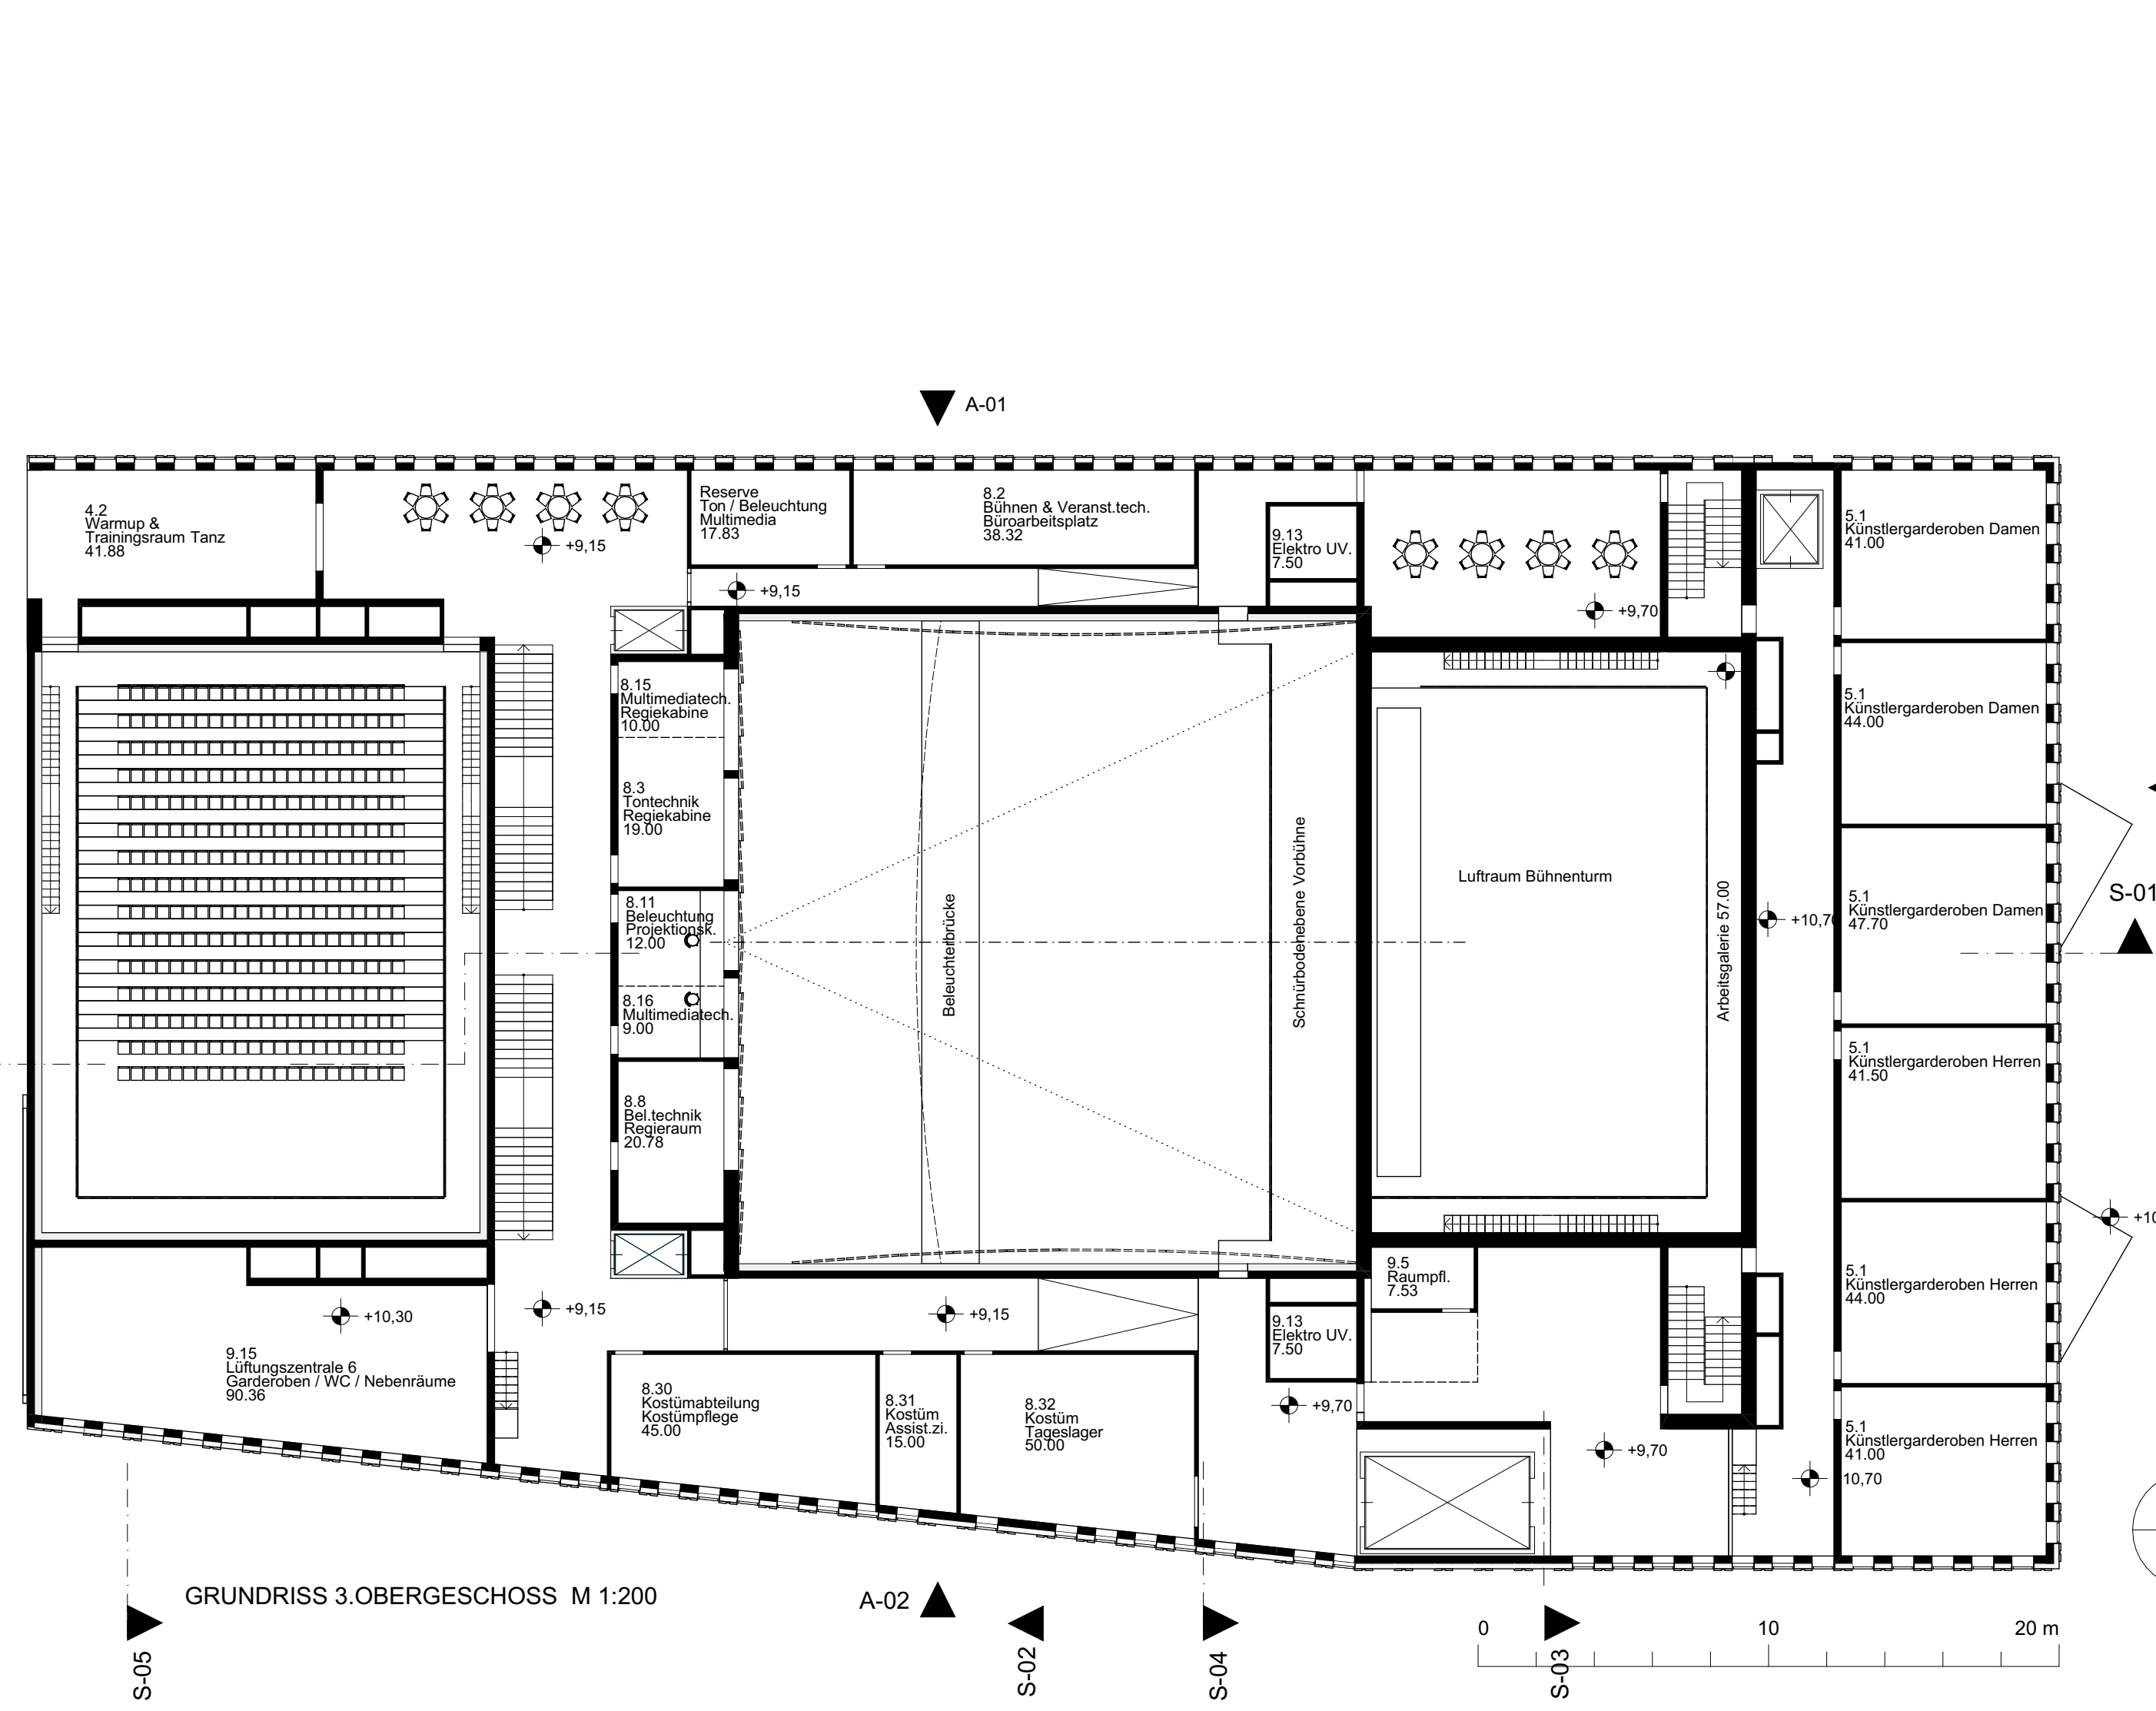 A-01
4.2
Warmup &
Trainingsraum Tanz
41.88
+9,15
Reserve
Ton / Beleuchtung
Multimedia
17.83
8.2
Bühnen & Veranst.tech.
Büroarbeitsplatz
38.32
+9,15
9.13
Elektro UV.
7.50
+9,70
5.1
Künstlergarderoben Damen
41.00
8.15
Multimediatech.
Regiekabine
10.00
8.3
Tontechnik
Regiekabine
19.00
8.11
Beleuchtung
Projektionsk.
12.00
8.16
Multimediatech.
9.00
8.8
Bel.technik
Regieraum
20.78
Beleuchterbrücke
Schnürbodenebene Vorbühne
Luftraum Bühnenturm
Arbeitsgalerie 57.00
+10,70
5.1
Künstlergarderoben Damen
44.00
5.1
Künstlergarderoben Damen
47.70
S-01
5.1
Künstlergarderoben Herren
41.50
5.1
Künstlergarderoben Herren
44.00
5.1
Künstlergarderoben Herren
41.00
+10
10,70
+10,30
9.15
Lüftungszentrale 6
Garderoben / WC / Nebenräume
90.36
+9,15
+9,15
8.30
Kostümabteilung
Kostümpflege
45.00
8.31
Kostüm
Assist.zi.
15.00
8.32
Kostüm
Tageslager
50.00
9.13
Elektro UV.
7.50
9.5
Raumpfl.
7.53
+9,70
+9,70
GRUNDRISS 3.OBERGESCHOSS M 1:200
A-02
S-05
S-02
S-04
S-03
0 10 20 m